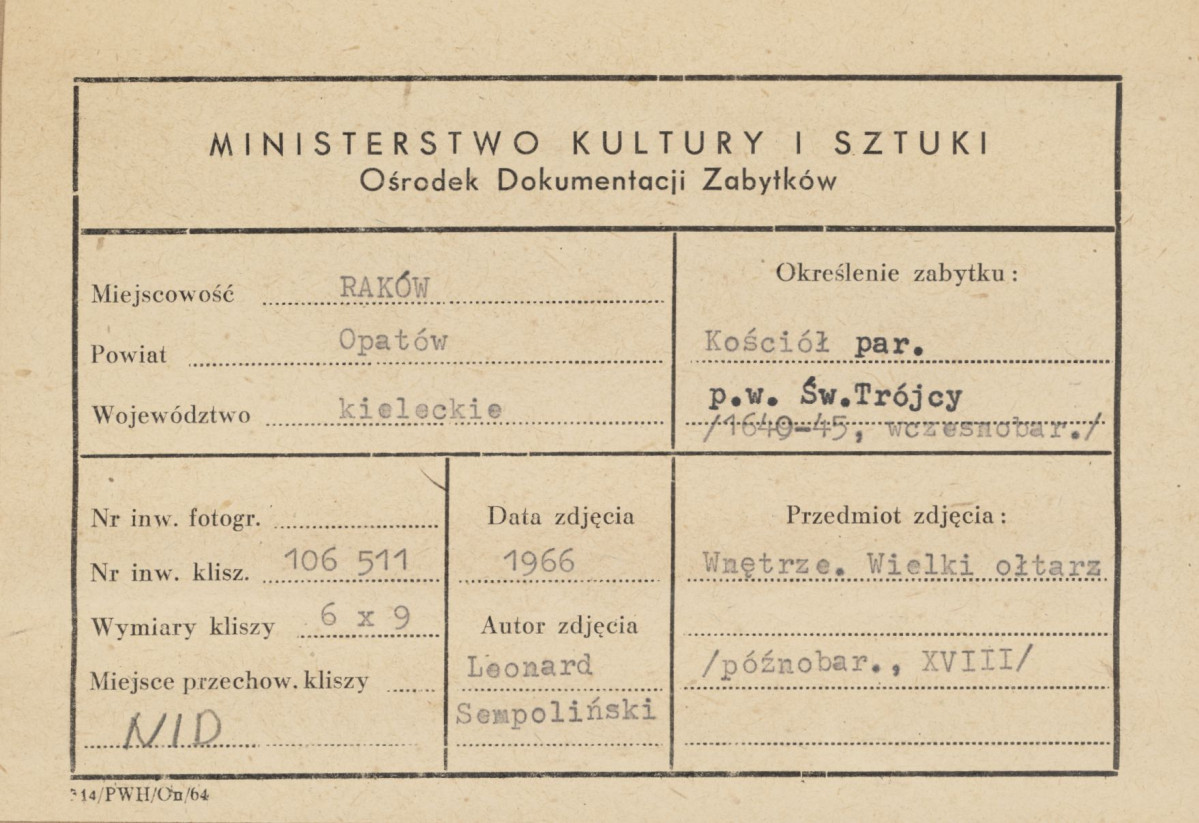 MINISTERSTWO KULTURY I SZTUKI
Ośrodek Dokumentacji Zabytków
Miejscowość RAKÓW
Powiat Opatów
Województwo kieleckie
Określenie zabytku:
Kościół par.
p.w. Św.Trójcy
/1640-45, wczesnobar./
Nr inw. fotogr.
Nr inw. klisz. 106 511
Wymiary kliszy 6 x 9
Miejsce przechow. kliszy
NID
Data zdjęcia
1966
Autor zdjęcia
Leonard
Sempoliński
Przedmiot zdjęcia:
Wnętrze. Wielki ołtarz
/późnobar., XVIII/
14/PWH/On/64